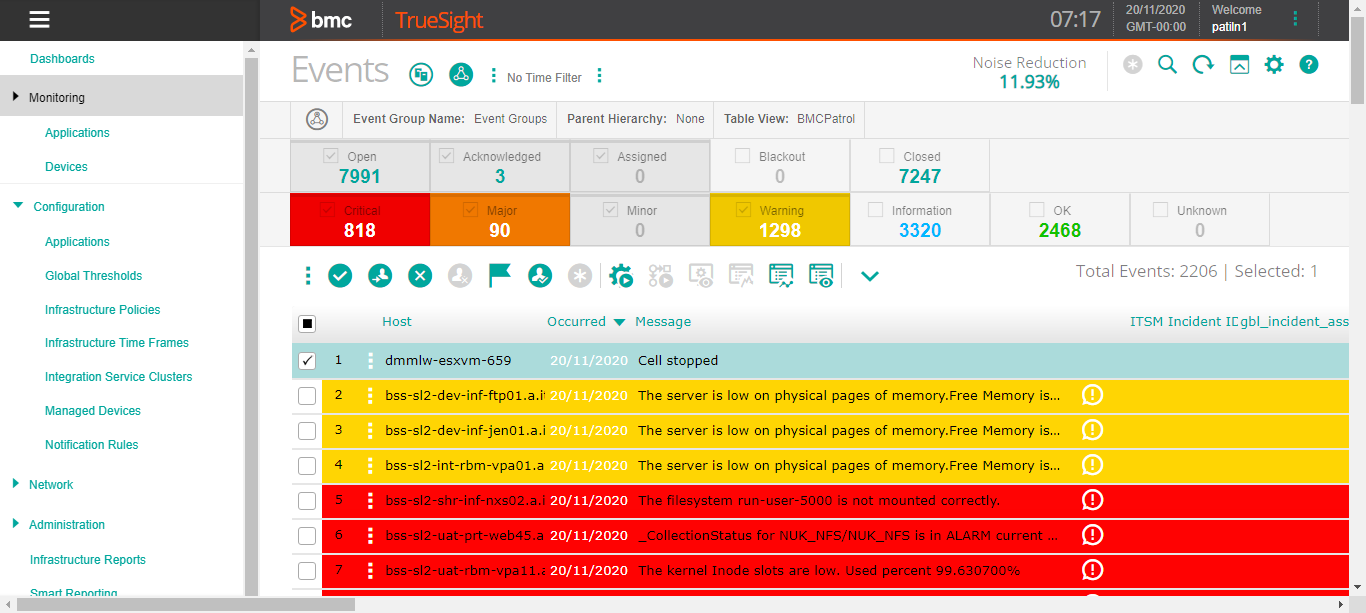 bmc TrueSight
07:17
20/11/2020
GMT-00:00
Welcome
patiln1
Dashboards
Monitoring
Applications
Devices
Configuration
Applications
Global Thresholds
Infrastructure Policies
Infrastructure Time Frames
Integration Service Clusters
Managed Devices
Notification Rules
Network
Administration
Infrastructure Reports
Smart Reporting
Events
No Time Filter
Noise Reduction
11.93%
Event Group Name: Event Groups Parent Hierarchy: None Table View: BMCPatrol
Open Acknowledged Assigned Blackout Closed
7991 3 0 0 7247
Critical Major Minor Warning Information OK Unknown
818 90 0 1298 3320 2468 0
Total Events: 2206 | Selected: 1
Host Occurred Message ITSM Incident ID gbl_incident_ass
1 dmmlw-esxvm-659 20/11/2020 Cell stopped
2 bss-sl2-dev-inf-ftp01.a.it 20/11/2020 The server is low on physical pages of memory.Free Memory is...
3 bss-sl2-dev-inf-jen01.a.i 20/11/2020 The server is low on physical pages of memory.Free Memory is...
4 bss-sl2-int-rbm-vpa01.a 20/11/2020 The server is low on physical pages of memory.Free Memory is...
5 bss-sl2-shr-inf-nxs02.a.i 20/11/2020 The filesystem run-user-5000 is not mounted correctly.
6 bss-sl2-uat-prt-web45.a 20/11/2020 _CollectionStatus for NUK_NFS/NUK_NFS is in ALARM current ...
7 bss-sl2-uat-rbm-vpa11.a 20/11/2020 The kernel Inode slots are low. Used percent 99.630700%